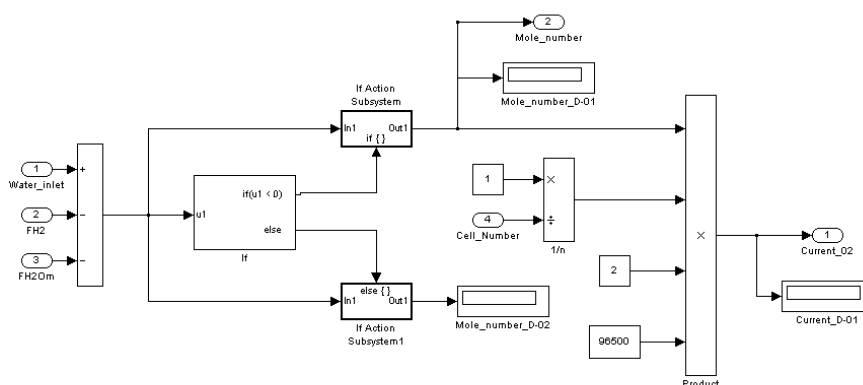 2
Mole_number
Mole_number_D-01
If Action
Subsystem
In1
Out1
if { }
1
Water_inlet
+
2
FH2
−
3
FH2Om
−
u1
if(u1 < 0)
else
If
1
×
4
Cell_Number
÷
1/n
×
1
Current_02
2
Current_D-01
else { }
In1
Out1
If Action
Subsystem1
Mole_number_D-02
96500
Product